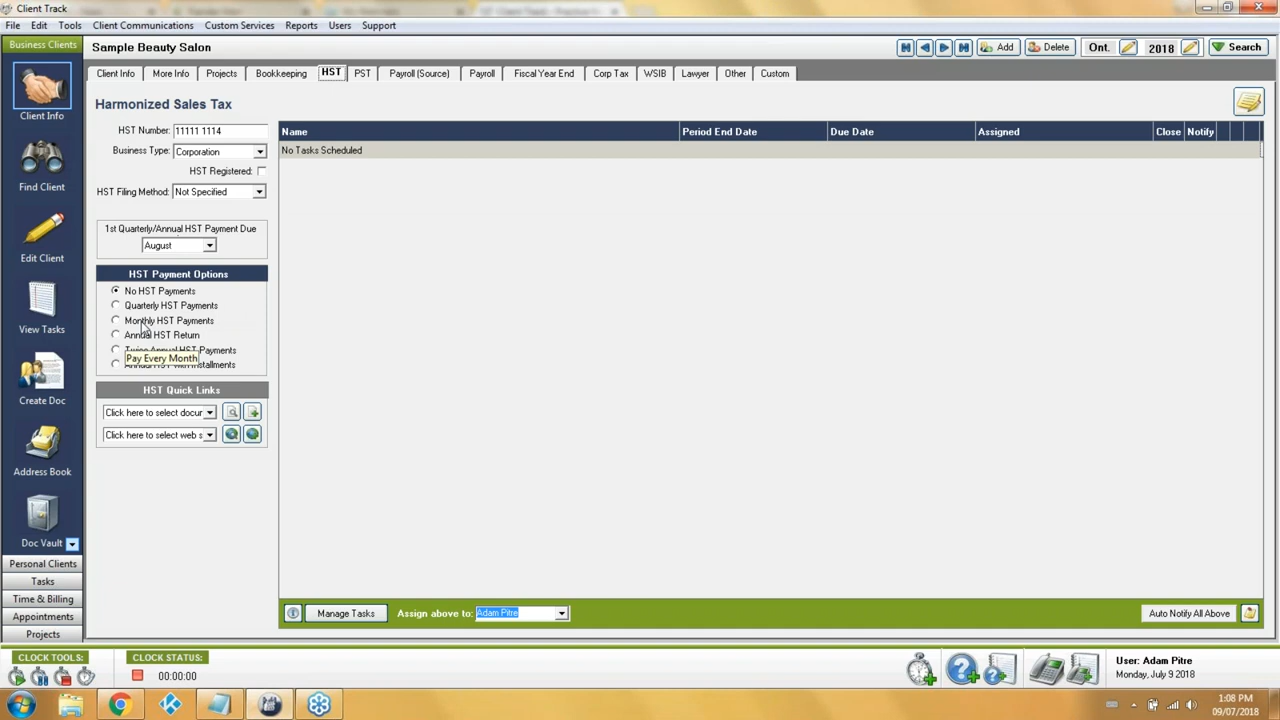 Client Track
File Edit Tools Client Communications Custom Services Reports Users Support
Business Clients
Sample Beauty Salon
Add Delete Ont. 2018 Search
Client Info More Info Projects Bookkeeping HST PST Payroll (Source) Payroll Fiscal Year End Corp Tax WSIB Lawyer Other Custom
Client Info
Find Client
Edit Client
View Tasks
Create Doc
Address Book
Doc Vault
Personal Clients
Tasks
Time & Billing
Appointments
Projects
Harmonized Sales Tax
HST Number: 11111 1114
Business Type: Corporation
HST Registered:
HST Filing Method: Not Specified
1st Quarterly/Annual HST Payment Due
August
HST Payment Options
No HST Payments
Quarterly HST Payments
Monthly HST Payments
Annual HST Return
Twice Annual HST Payments
Pay Every Month
Annual HST with Installments
HST Quick Links
Click here to select docur
Click here to select web s
Name Period End Date Due Date Assigned Close Notify
No Tasks Scheduled
Manage Tasks Assign above to: Adam Pitre Auto Notify All Above
CLOCK TOOLS: CLOCK STATUS:
00:00:00
User: Adam Pitre
Monday, July 9 2018
1:08 PM
09/07/2018